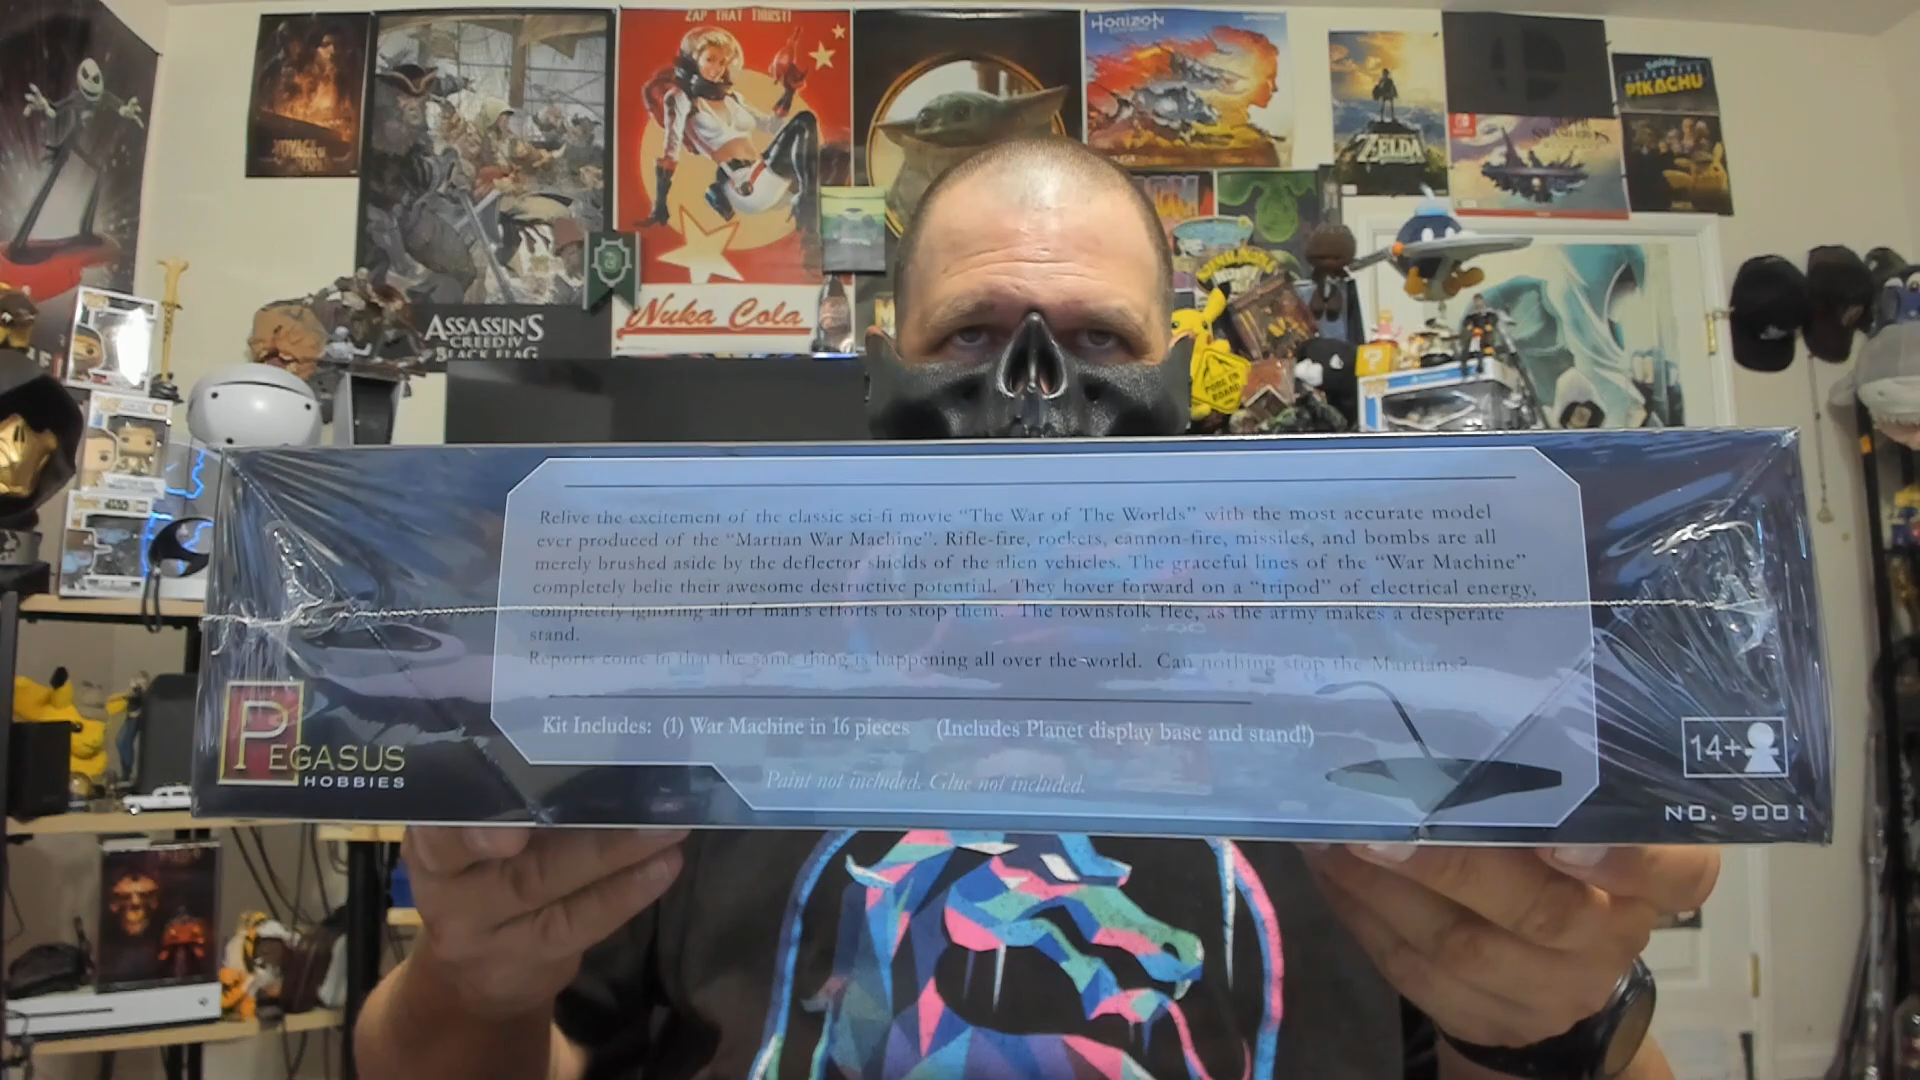 ZAP THAT THIRST!
HORIZON
PIKACHU
ZELDA
ASSASSIN'S
CREED IV
BLACK FLAG
Nuka Cola
Relive the excitement of the classic sci-fi movie "The War of The Worlds" with the most accurate model
ever produced of the "Martian War Machine". Rifle-fire, rockets, cannon-fire, missiles, and bombs are all
merely brushed aside by the deflector shields of the alien vehicles. The graceful lines of the "War Machine"
completely belie their awesome destructive potential. They hover forward on a "tripod" of electrical energy,
completely ignoring all of man's efforts to stop them. The townsfolk flee, as the army makes a desperate
stand.
Reports come in that the same thing is happening all over the world. Can nothing stop the Martians?
Kit Includes: (1) War Machine in 16 pieces (Includes Planet display base and stand!)
Paint not included. Glue not included.
PEGASUS
HOBBIES
14+
NO. 9001